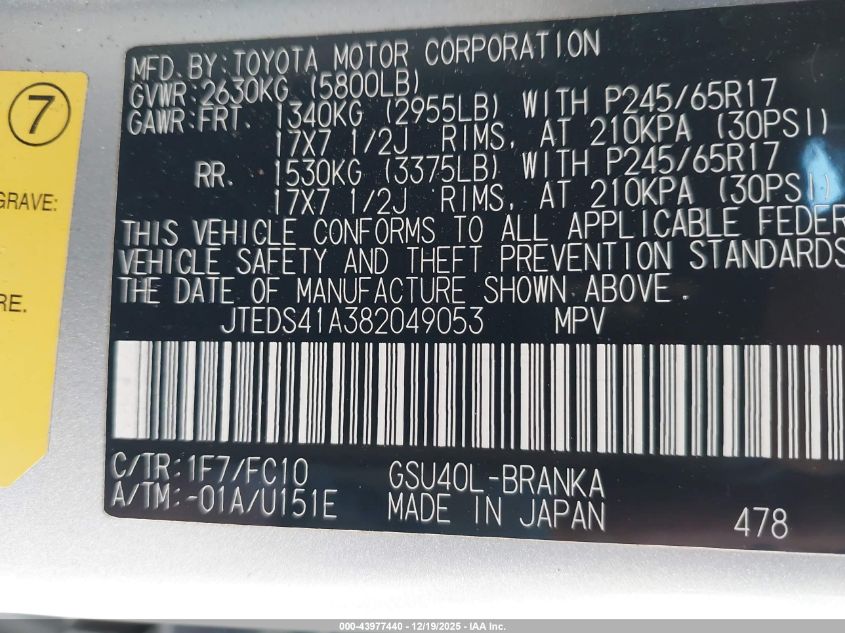 MFD. BY: TOYOTA MOTOR CORPORATION
GVWR: 2630KG (5800LB)
GAWR: FRT. 1340KG (2955LB) WITH P245/65R17
17X7 1/2J RIMS, AT 210KPA (30PSI)
RR. 1530KG (3375LB) WITH P245/65R17
17X7 1/2J RIMS, AT 210KPA (30PSI)
THIS VEHICLE CONFORMS TO ALL APPLICABLE FEDER
VEHICLE SAFETY AND THEFT PREVENTION STANDARDS
THE DATE OF MANUFACTURE SHOWN ABOVE.
JTEDS41A382049053 MPV
C/TR: 1F7/FC10 GSU40L-BRANKA
A/TM: -01A/U151E MADE IN JAPAN
478
7
GRAVE:
RE.
000-43977440 - 12/19/2025 - IAA Inc.